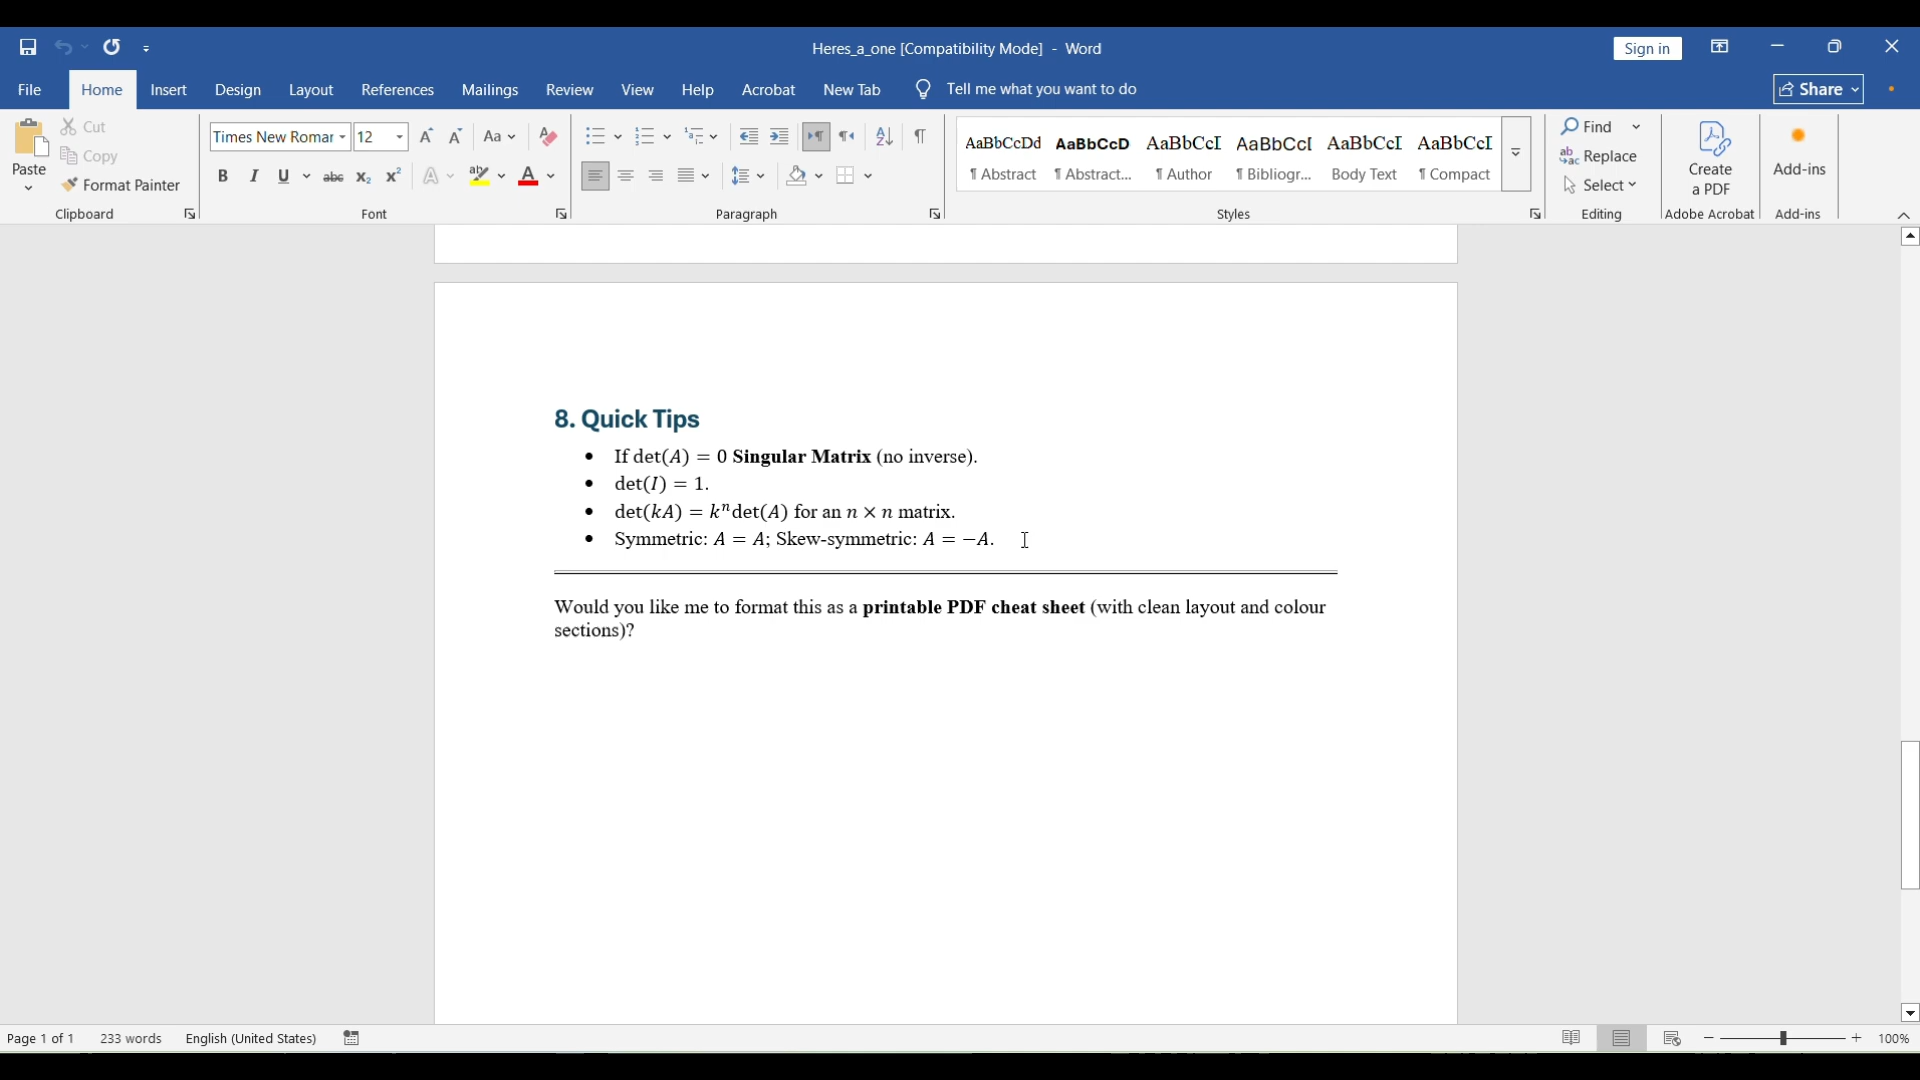 Heres_a_one [Compatibility Mode] - Word
Sign in
File Home Insert Design Layout References Mailings Review View Help Acrobat New Tab Tell me what you want to do
Share
Paste
Cut
Copy
Format Painter
Clipboard
Times New Romar 12
Aa
B I U abc x₂ x²
Font
Paragraph
AaBbCcDd AaBbCcD AaBbCcI AaBbCcI AaBbCcI AaBbCcI
¶ Abstract ¶ Abstract... ¶ Author ¶ Bibliogr... Body Text ¶ Compact
Styles
Find
Replace
Select
Editing
Create
a PDF
Adobe Acrobat
Add-ins
Add-ins
8. Quick Tips
• If det(A) = 0 Singular Matrix (no inverse).
• det(I) = 1.
• det(kA) = kⁿdet(A) for an n × n matrix.
• Symmetric: A = A; Skew-symmetric: A = −A.
Would you like me to format this as a printable PDF cheat sheet (with clean layout and colour
sections)?
Page 1 of 1 233 words English (United States) 100%